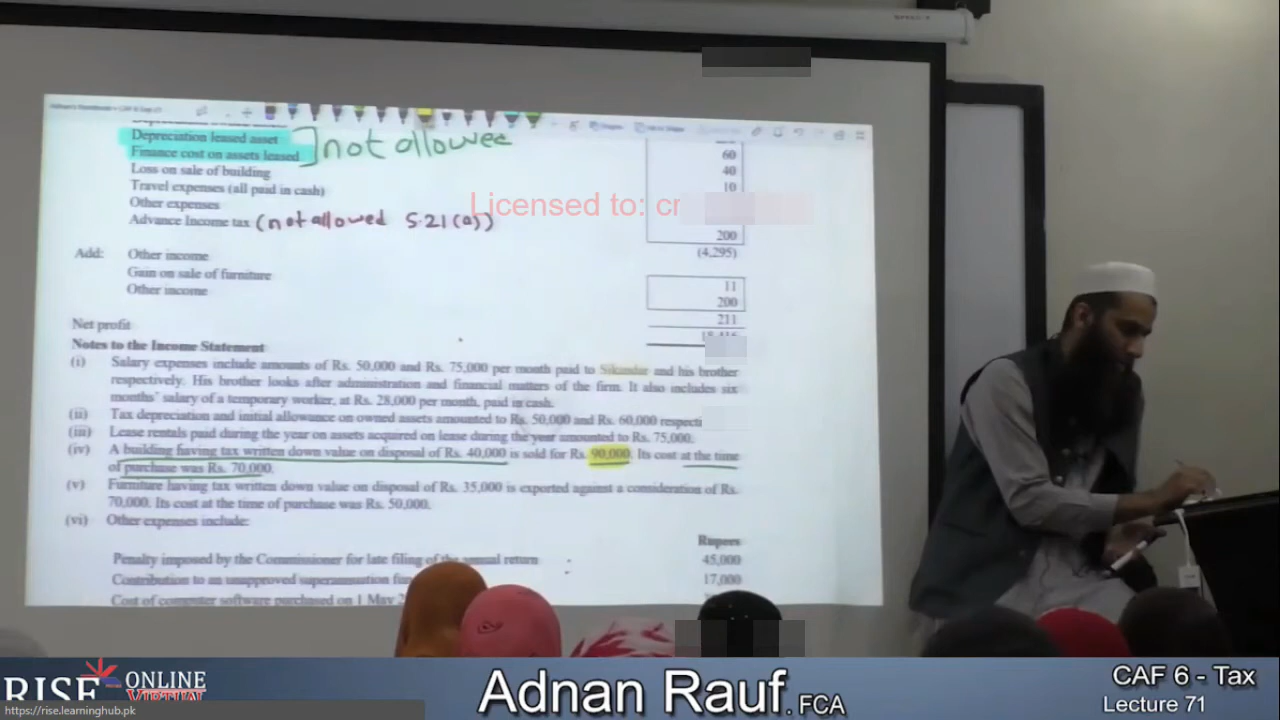 Depreciation leased asset
Finance cost on assets leased
not allowed
Loss on sale of building 60
Travel expenses (all paid in cash) 40
Other expenses 10
Licensed to: cr
Advance Income tax (not allowed S.21(a))
200
(4,295)
Add: Other income
Gain on sale of furniture 11
Other income 200
211
Net profit
Notes to the Income Statement
(i) Salary expenses include amounts of Rs. 50,000 and Rs. 75,000 per month paid to Sikandar and his brother
respectively. His brother looks after administration and financial matters of the firm. It also includes six
months' salary of a temporary worker, at Rs. 28,000 per month, paid in cash.
(ii) Tax depreciation and initial allowance on owned assets amounted to Rs. 50,000 and Rs. 60,000 respecti
(iii) Lease rentals paid during the year on assets acquired on lease during the year amounted to Rs. 75,000.
(iv) A building having tax written down value on disposal of Rs. 40,000 is sold for Rs. 90,000. Its cost at the time
of purchase was Rs. 70,000.
(v) Furniture having tax written down value on disposal of Rs. 35,000 is exported against a consideration of Rs.
70,000. Its cost at the time of purchase was Rs. 50,000.
(vi) Other expenses include:
Rupees
Penalty imposed by the Commissioner for late filing of the annual return 45,000
Contribution to an unapproved superannuation 17,000
Cost of computer software purchased on 1 May
RISE ONLINE
VIRTUAL
https://rise.learninghub.pk
Adnan Rauf. FCA
CAF 6 - Tax
Lecture 71